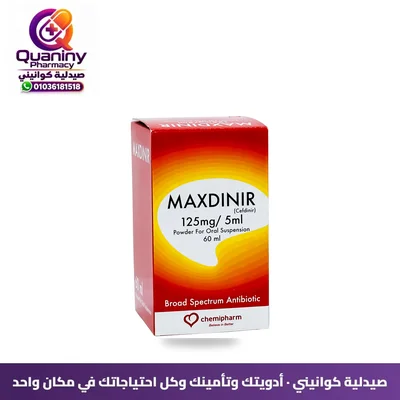 Quaniny
Pharmacy
صيدلية كوانيني
01036181518
MAXDINIR
(Cefdinir)
125mg/ 5ml
Powder For Oral Suspension
60 ml
Broad Spectrum Antibiotic
chemipharm
صيدلية كوانيني - أدويتك وتأمينك وكل احتياجاتك في مكان واحد